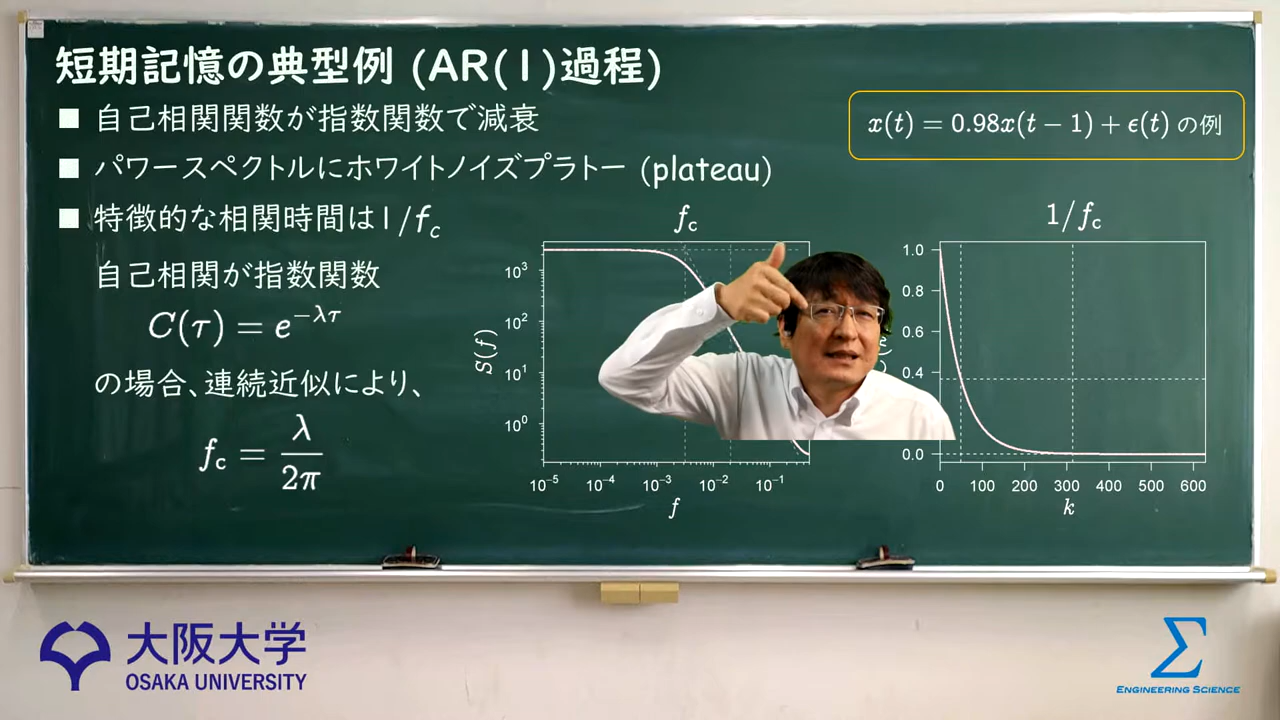 短期記憶の典型例 (AR(1)過程)
■ 自己相関関数が指数関数で減衰
■ パワースペクトルにホワイトノイズプラトー (plateau)
■ 特徴的な相関時間は1/f_c
自己相関が指数関数
C(τ) = e^{−λτ}
の場合、連続近似により、
f_c = λ/2π
x(t) = 0.98x(t − 1) + ϵ(t) の例
f_c
S(f)
10^3
10^2
10^1
10^0
10^−5 10^−4 10^−3 10^−2 10^−1
f
1/f_c
1.0
0.8
0.6
0.4
0.0
0 100 200 300 400 500 600
k
大阪大学
OSAKA UNIVERSITY
Σ
ENGINEERING SCIENCE